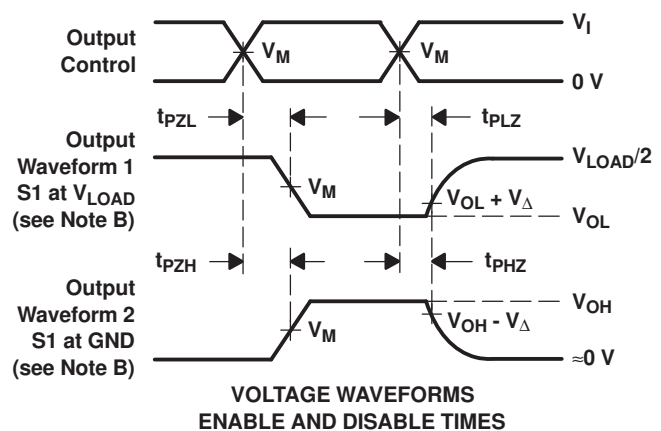 Output
Control
V_I
V_M
V_M
0 V
t_PZL
t_PLZ
Output
Waveform 1
S1 at V_LOAD
(see Note B)
V_LOAD/2
V_M
V_OL + V_Δ
V_OL
t_PZH
t_PHZ
Output
Waveform 2
S1 at GND
(see Note B)
V_OH
V_M
V_OH - V_Δ
≈0 V
VOLTAGE WAVEFORMS
ENABLE AND DISABLE TIMES